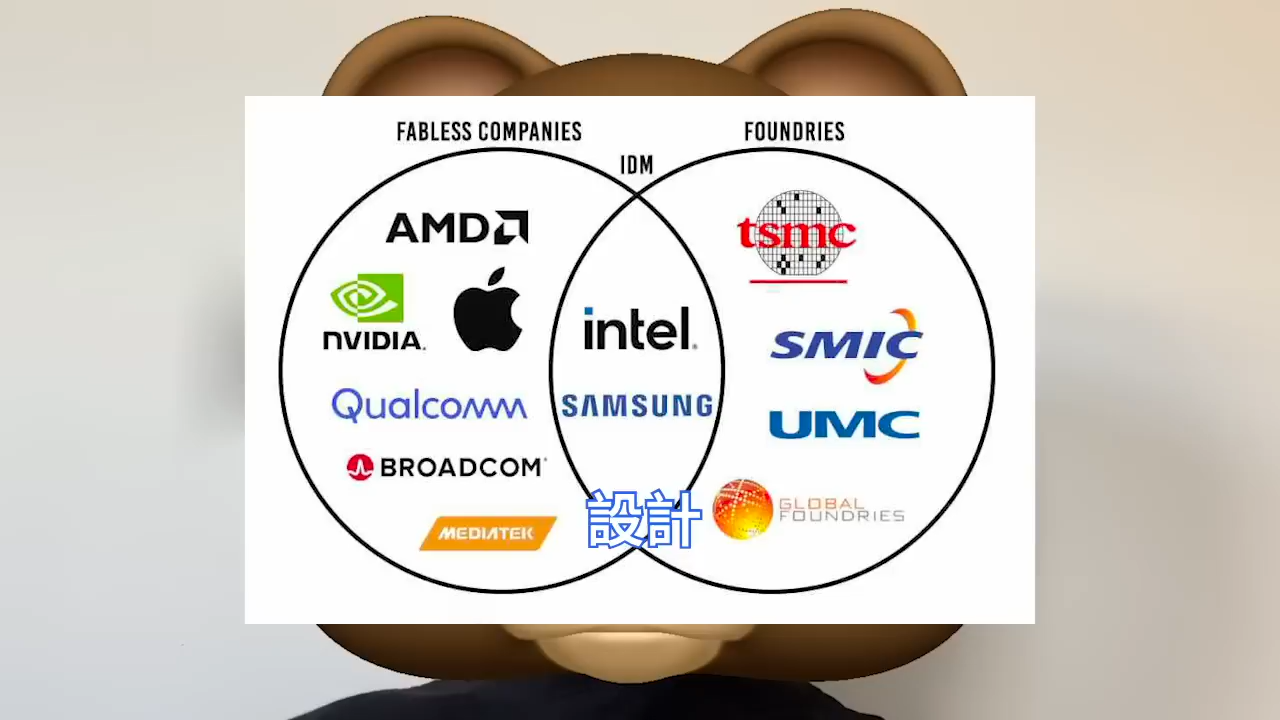 FABLESS COMPANIES
IDM
FOUNDRIES
AMD
NVIDIA.
Qualcomm
BROADCOM
MEDIATEK
intel.
SAMSUNG
tsmc
SMIC
UMC
GLOBAL
FOUNDRIES
設計